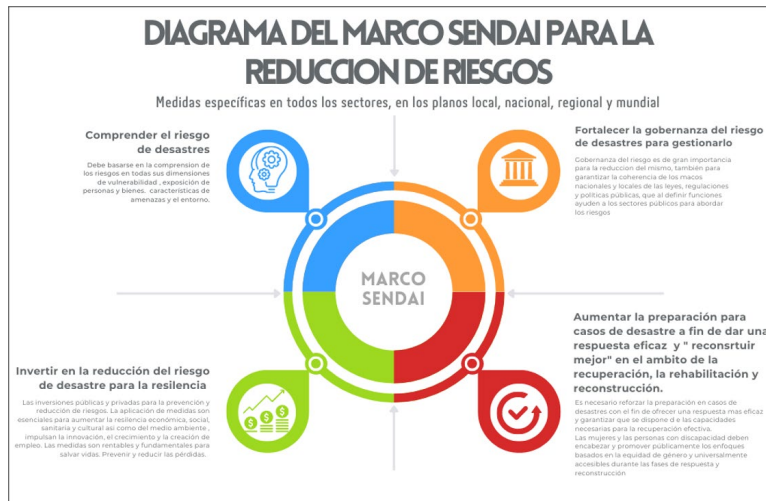 DIAGRAMA DEL MARCO SENDAI PARA LA
REDUCCION DE RIESGOS
Medidas específicas en todos los sectores, en los planos local, nacional, regional y mundial
Comprender el riesgo
de desastres
Debe basarse en la comprension de
los riesgos en todas sus dimensiones
de vulnerabilidad , exposición de
personas y bienes. características de
amenazas y el entorno.
Fortalecer la gobernanza del riesgo
de desastres para gestionarlo
Gobernanza del riesgo es de gran importancia
para la reduccion del mismo, también para
garantizar la coherencia de los macos
nacionales y locales de las leyes, regulaciones
y políticas públicas, que al definir funciones
ayuden a los sectores públicos para abordar
los riesgos
MARCO
SENDAI
Invertir en la reducción del riesgo
de desastre para la resilencia
Las inversiones públicas y privadas para la prevención y
reducción de riesgos. La aplicación de medidas son
esenciales para aumentar la resiliencia económica, social,
sanitaria y cultural asi como del medio ambiente ,
impulsan la innovación, el crecimiento y la creación de
empleo. Las medidas son rentables y fundamentales para
salvar vidas. Prevenir y reducir las pérdidas.
Aumentar la preparación para
casos de desastre a fin de dar una
respuesta eficaz y " reconsrtuir
mejor" en el ambito de la
recuperación, la rehabilitación y
reconstrucción.
Es necesario reforzar la preparación en casos de
desastres con el fin de ofrecer una respuesta mas eficaz
y garantizar que se dispone d e las capacidades
necesarias para la recuperación efectiva.
Las mujeres y las personas con discapacidad deben
encabezar y promover públicamente los enfoques
basados en la equidad de género y universalmente
accesibles durante las fases de respuesta y
reconstrucción